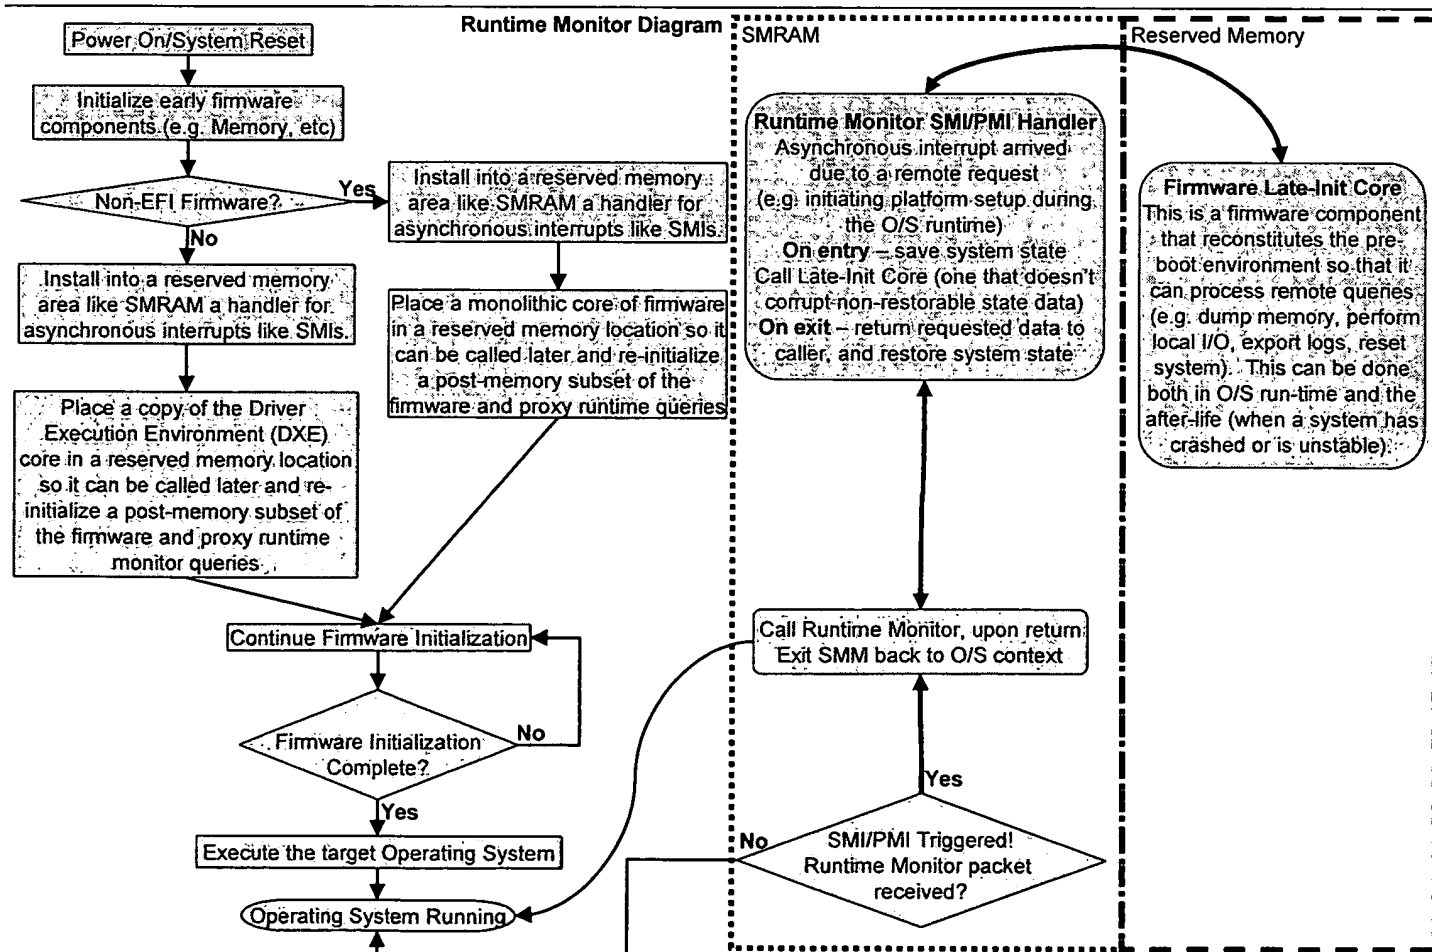 Runtime Monitor Diagram
Power On/System Reset
Initialize early firmware
components (e.g. Memory, etc)
Non-EFI Firmware?
Yes
No
Install into a reserved memory
area like SMRAM a handler for
asynchronous interrupts like SMIs.
Install into a reserved memory
area like SMRAM a handler for
asynchronous interrupts like SMIs.
Place a monolithic core of firmware
in a reserved memory location so it
can be called later and re-initialize
a post-memory subset of the
firmware and proxy runtime queries
Place a copy of the Driver
Execution Environment (DXE)
core in a reserved memory location
so it can be called later and re-
initialize a post-memory subset of
the firmware and proxy runtime
monitor queries
Continue Firmware Initialization
Firmware Initialization
Complete?
No
Yes
Execute the target Operating System
Operating System Running
SMRAM
Runtime Monitor SMI/PMI Handler
Asynchronous interrupt arrived
due to a remote request
(e.g. initiating platform setup during
the O/S runtime)
On entry – save system state
Call Late-Init Core (one that doesn't
corrupt non-restorable state data)
On exit – return requested data to
caller, and restore system state
Call Runtime Monitor, upon return
Exit SMM back to O/S context
Yes
No
SMI/PMI Triggered!
Runtime Monitor packet
received?
Reserved Memory
Firmware Late-Init Core
This is a firmware component
that reconstitutes the pre-
boot environment so that it
can process remote queries
(e.g. dump memory, perform
local I/O, export logs, reset
system). This can be done
both in O/S run-time and the
after-life (when a system has
crashed or is unstable).